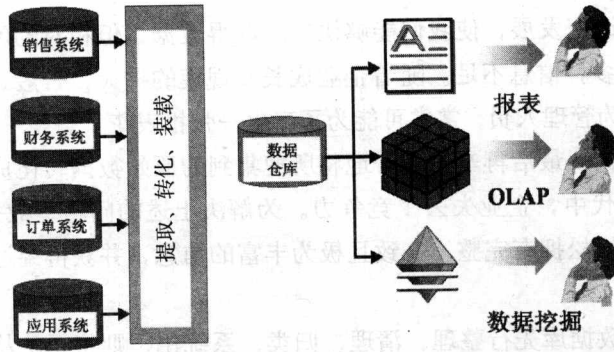 销售系统
财务系统
订单系统
应用系统
提取、转化、装载
数据
仓库
报表
OLAP
数据挖掘